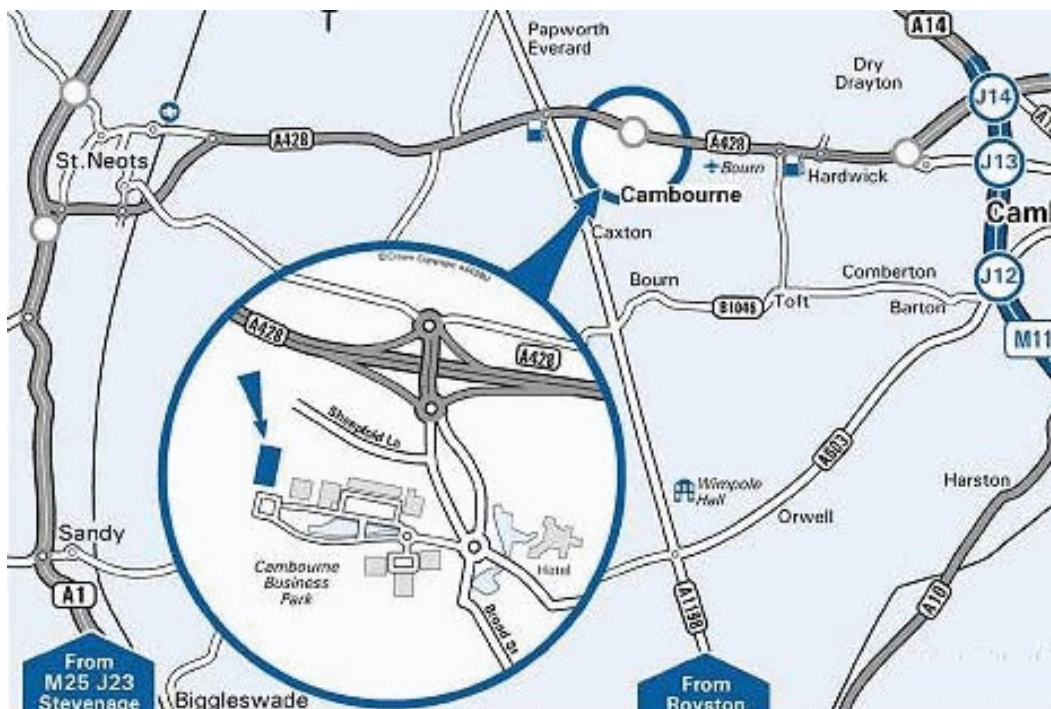 A14
Papworth
Everard
Dry
Drayton
J14
A428
A428
St.Neots
Bourn
Hardwick
J13
Cambourne
Caxton
J12
Bourn
Comberton
B1046
Toft
Barton
M11
A428
A428
Sheepfold La
A603
Wimpole
Hall
Harston
Orwell
Sandy
Cambourne
Business
Park
Hotel
A1
Broad St
A1198
A10
From
M25 J23
Stevenage
Biggleswade
From
Royston